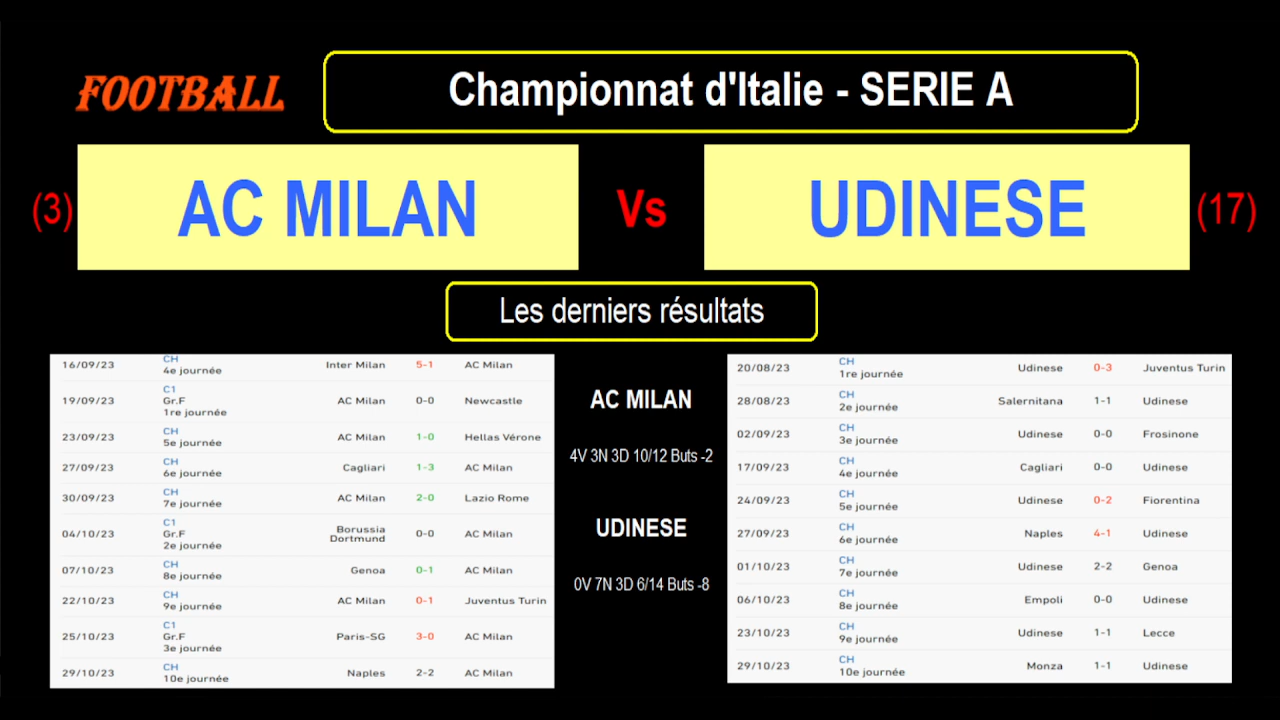 FOOTBALL
Championnat d'Italie - SERIE A
(3)
AC MILAN
Vs
UDINESE
(17)
Les derniers résultats
16/09/23 CH Inter Milan 5-1 AC Milan
4e journée
19/09/23 C1 AC Milan 0-0 Newcastle
Gr.F
1re journée
23/09/23 CH AC Milan 1-0 Hellas Vérone
5e journée
27/09/23 CH Cagliari 1-3 AC Milan
6e journée
30/09/23 CH AC Milan 2-0 Lazio Rome
7e journée
04/10/23 C1 Borussia Dortmund 0-0 AC Milan
Gr.F
2e journée
07/10/23 CH Genoa 0-1 AC Milan
8e journée
22/10/23 CH AC Milan 0-1 Juventus Turin
9e journée
25/10/23 C1 Paris-SG 3-0 AC Milan
Gr.F
3e journée
29/10/23 CH Naples 2-2 AC Milan
10e journée
AC MILAN
4V 3N 3D 10/12 Buts -2
UDINESE
0V 7N 3D 6/14 Buts -8
20/08/23 CH Udinese 0-3 Juventus Turin
1re journée
28/08/23 CH Salernitana 1-1 Udinese
2e journée
02/09/23 CH Udinese 0-0 Frosinone
3e journée
17/09/23 CH Cagliari 0-0 Udinese
4e journée
24/09/23 CH Udinese 0-2 Fiorentina
5e journée
27/09/23 CH Naples 4-1 Udinese
6e journée
01/10/23 CH Udinese 2-2 Genoa
7e journée
06/10/23 CH Empoli 0-0 Udinese
8e journée
23/10/23 CH Udinese 1-1 Lecce
9e journée
29/10/23 CH Monza 1-1 Udinese
10e journée